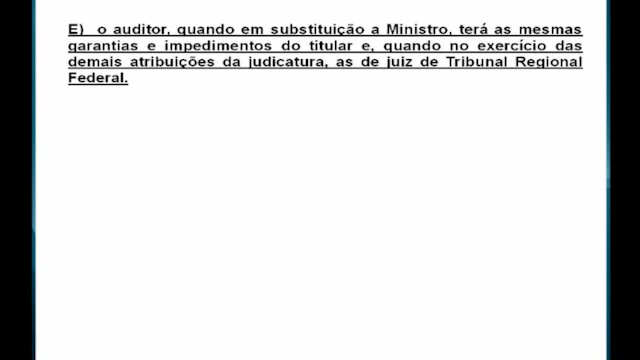 E) o auditor, quando em substituição a Ministro, terá as mesmas
garantias e impedimentos do titular e, quando no exercício das
demais atribuições da judicatura, as de juiz de Tribunal Regional
Federal.